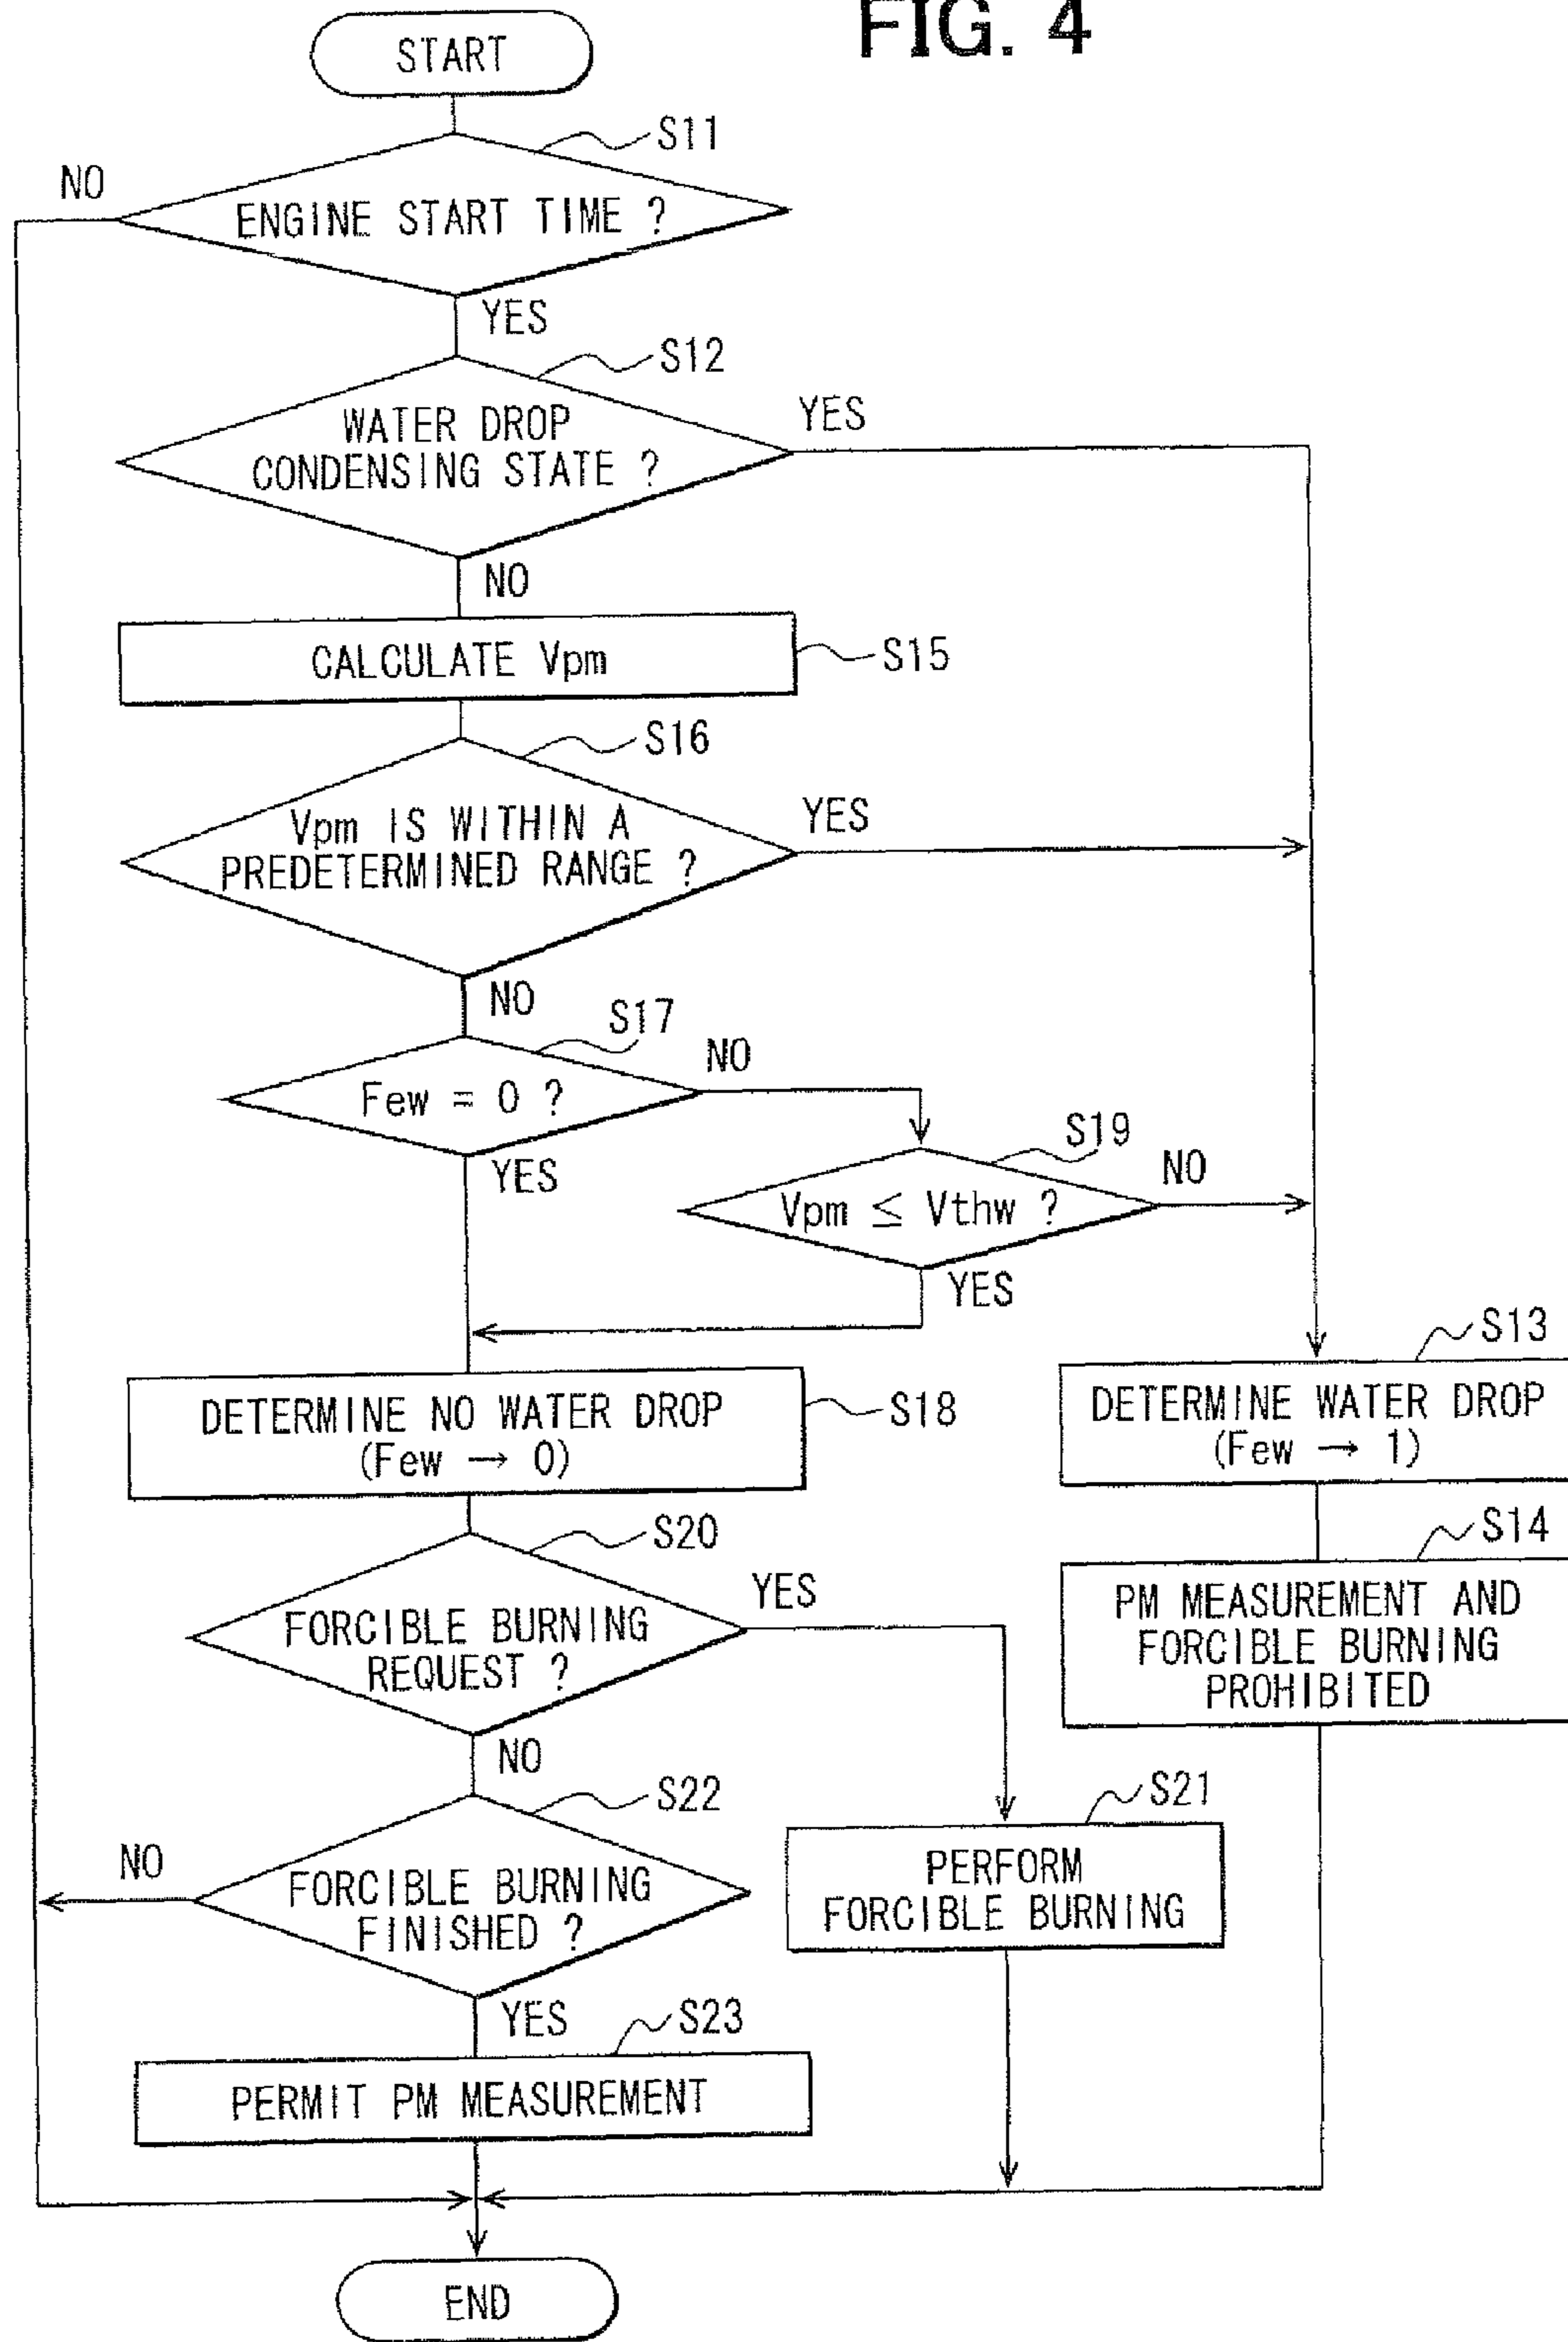 FIG. 4
START
S11
NO
ENGINE START TIME ?
YES
S12
WATER DROP
CONDENSING STATE ?
YES
NO
CALCULATE Vpm
S15
S16
Vpm IS WITHIN A
PREDETERMINED RANGE ?
YES
NO
S17
Few = 0 ?
NO
YES
S19
Vpm ≤ Vthw ?
NO
YES
S13
DETERMINE WATER DROP
(Few → 1)
DETERMINE NO WATER DROP
(Few → 0)
S18
S14
PM MEASUREMENT AND
FORCIBLE BURNING
PROHIBITED
S20
FORCIBLE BURNING
REQUEST ?
YES
NO
S21
PERFORM
FORCIBLE BURNING
S22
FORCIBLE BURNING
FINISHED ?
NO
YES
S23
PERMIT PM MEASUREMENT
END